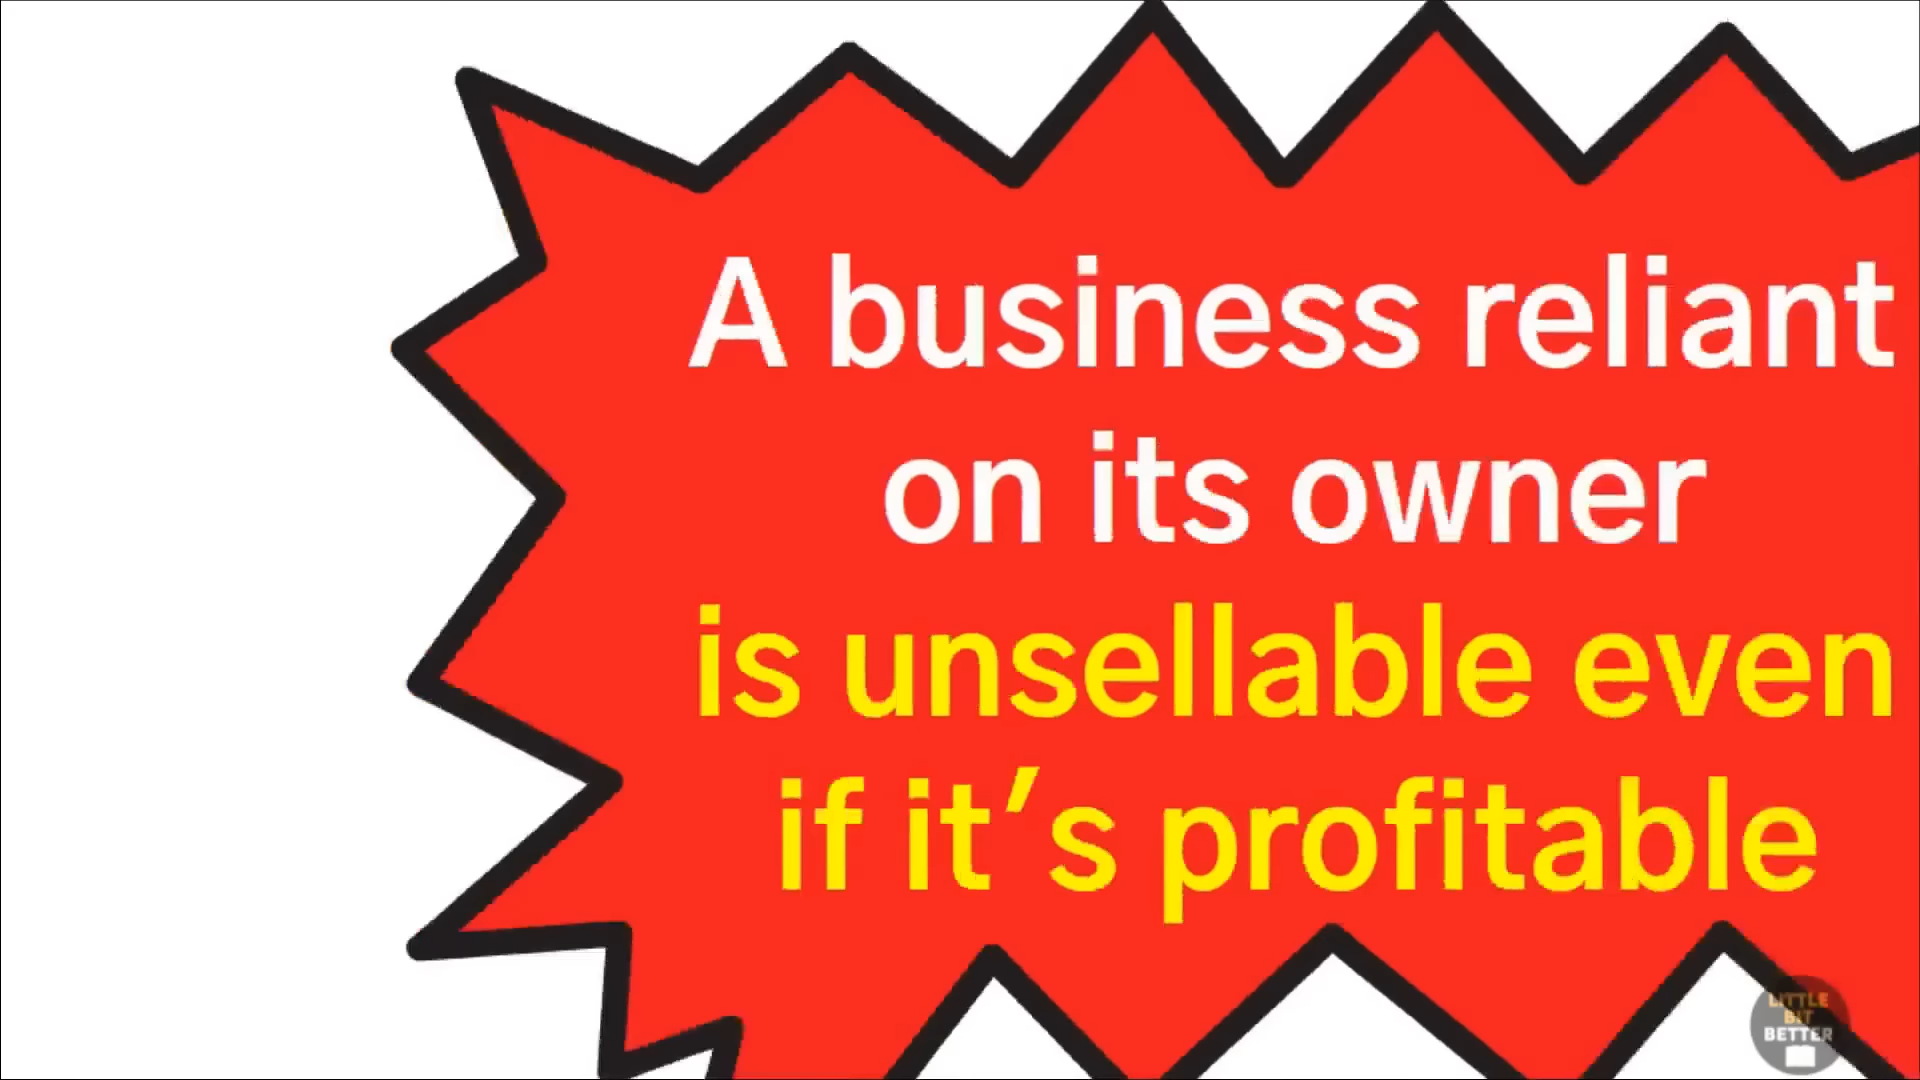 A business reliant
on its owner
is unsellable even
if it's profitable
LITTLE
BIT
BETTER